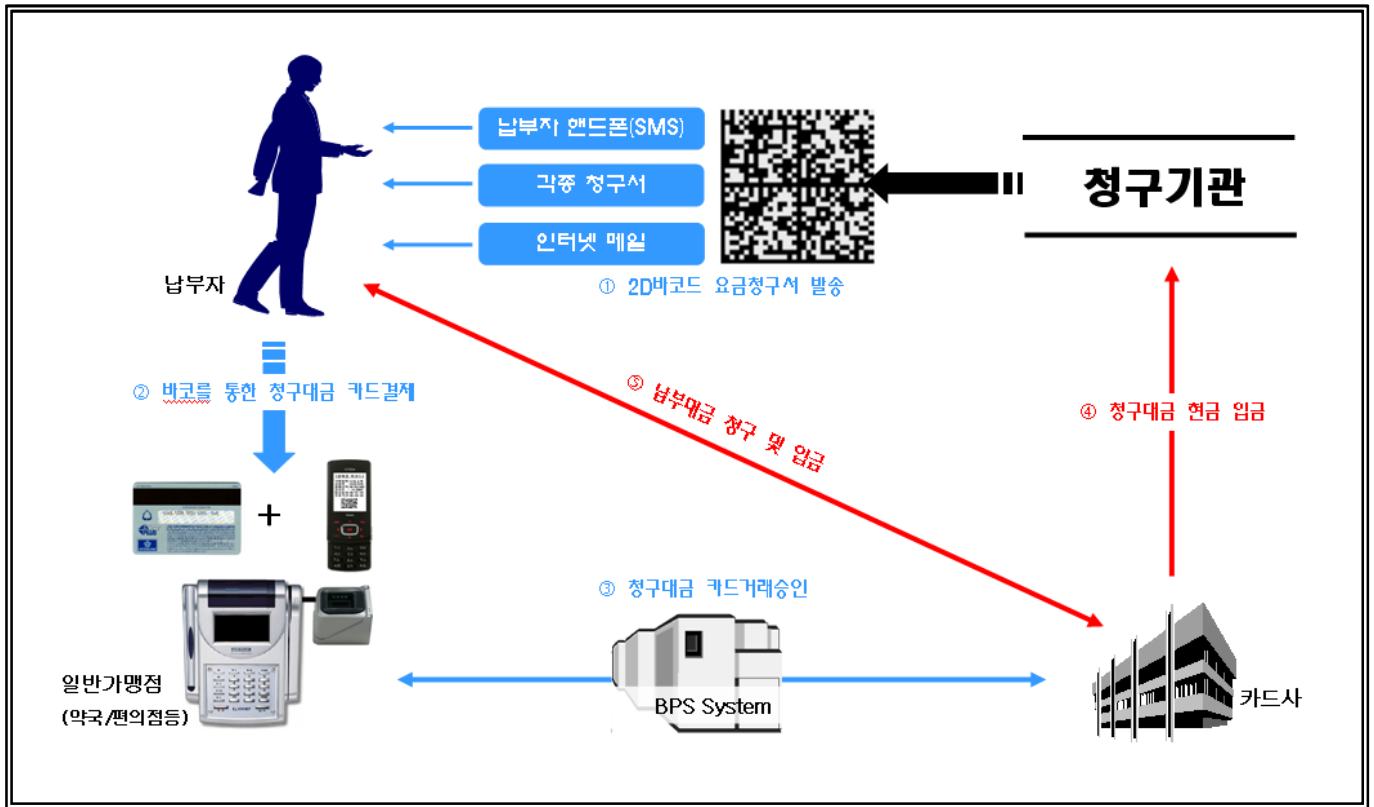 납부자 핸드폰(SMS)
각종 청구서
인터넷 메일
청구기관
납부자
① 2D바코드 요금청구서 발송
② 바코를 통한 청구대금 카드결제
⑤ 납부대금 청구 및 입금
④ 청구대금 현금 입금
+
③ 청구대금 카드거래승인
일반가맹점
(약국/편의점등)
BPS System
카드사